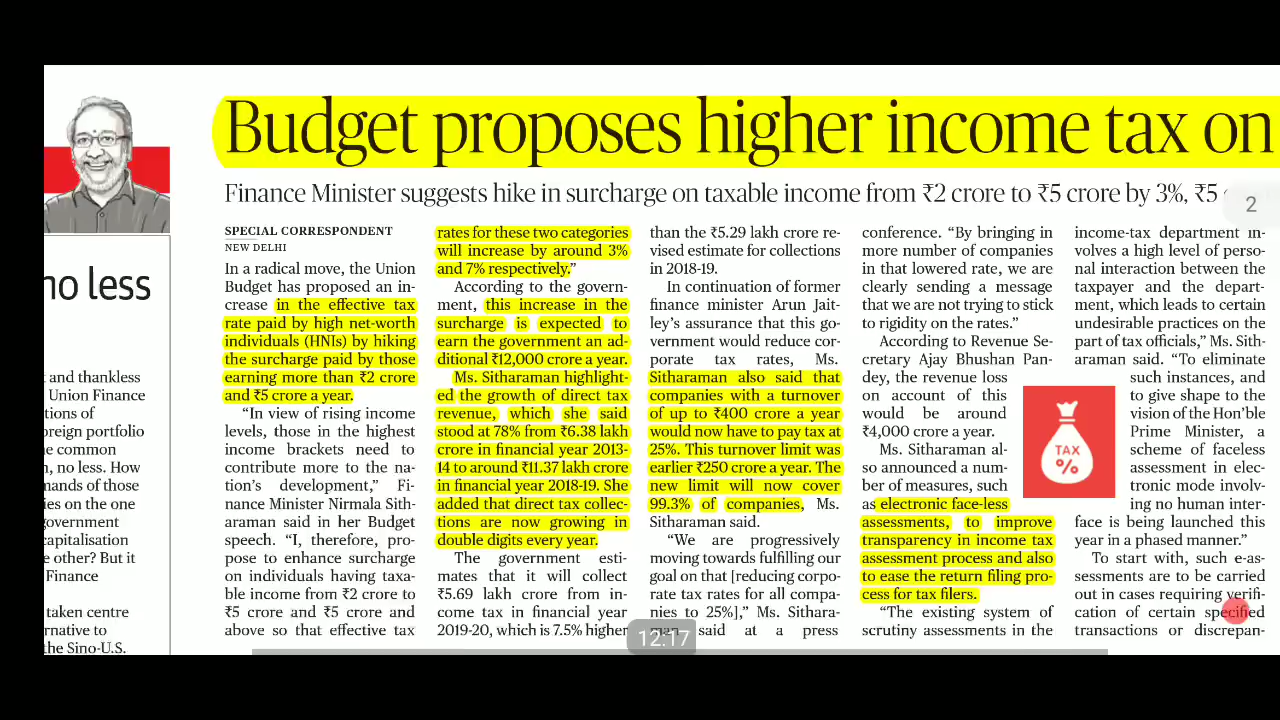 Budget proposes higher income tax on
Finance Minister suggests hike in surcharge on taxable income from ₹2 crore to ₹5 crore by 3%, ₹5
2
no less
t and thankless
Union Finance
tions of
oreign portfolio
e common
n, no less. How
mands of those
ies on the one
government
capitalisation
e other? But it
Finance
taken centre
rnative to
the Sino-U.S.
SPECIAL CORRESPONDENT
NEW DELHI
In a radical move, the Union
Budget has proposed an in-
crease in the effective tax
rate paid by high net-worth
individuals (HNIs) by hiking
the surcharge paid by those
earning more than ₹2 crore
and ₹5 crore a year.
“In view of rising income
levels, those in the highest
income brackets need to
contribute more to the na-
tion’s development,” Fi-
nance Minister Nirmala Sith-
araman said in her Budget
speech. “I, therefore, pro-
pose to enhance surcharge
on individuals having taxa-
ble income from ₹2 crore to
₹5 crore and ₹5 crore and
above so that effective tax
rates for these two categories
will increase by around 3%
and 7% respectively.”
According to the govern-
ment, this increase in the
surcharge is expected to
earn the government an ad-
ditional ₹12,000 crore a year.
Ms. Sitharaman highlight-
ed the growth of direct tax
revenue, which she said
stood at 78% from ₹6.38 lakh
crore in financial year 2013-
14 to around ₹11.37 lakh crore
in financial year 2018-19. She
added that direct tax collec-
tions are now growing in
double digits every year.
The government esti-
mates that it will collect
₹5.69 lakh crore from in-
come tax in financial year
2019-20, which is 7.5% higher
than the ₹5.29 lakh crore re-
vised estimate for collections
in 2018-19.
In continuation of former
finance minister Arun Jait-
ley’s assurance that this go-
vernment would reduce cor-
porate tax rates, Ms.
Sitharaman also said that
companies with a turnover
of up to ₹400 crore a year
would now have to pay tax at
25%. This turnover limit was
earlier ₹250 crore a year. The
new limit will now cover
99.3% of companies, Ms.
Sitharaman said.
“We are progressively
moving towards fulfilling our
goal on that [reducing corpo-
rate tax rates for all compa-
nies to 25%],” Ms. Sithara-
man said at a press
12:17
conference. “By bringing in
more number of companies
in that lowered rate, we are
clearly sending a message
that we are not trying to stick
to rigidity on the rates.”
According to Revenue Se-
cretary Ajay Bhushan Pan-
dey, the revenue loss
on account of this
would be around
₹4,000 crore a year.
Ms. Sitharaman al-
so announced a num-
ber of measures, such
as electronic face-less
assessments, to improve
transparency in income tax
assessment process and also
to ease the return filing pro-
cess for tax filers.
“The existing system of
scrutiny assessments in the
TAX
%
income-tax department in-
volves a high level of perso-
nal interaction between the
taxpayer and the depart-
ment, which leads to certain
undesirable practices on the
part of tax officials,” Ms. Sith-
araman said. “To eliminate
such instances, and
to give shape to the
vision of the Hon’ble
Prime Minister, a
scheme of faceless
assessment in elec-
tronic mode involv-
ing no human inter-
face is being launched this
year in a phased manner.”
To start with, such e-as-
sessments are to be carried
out in cases requiring verifi-
cation of certain specified
transactions or discrepan-